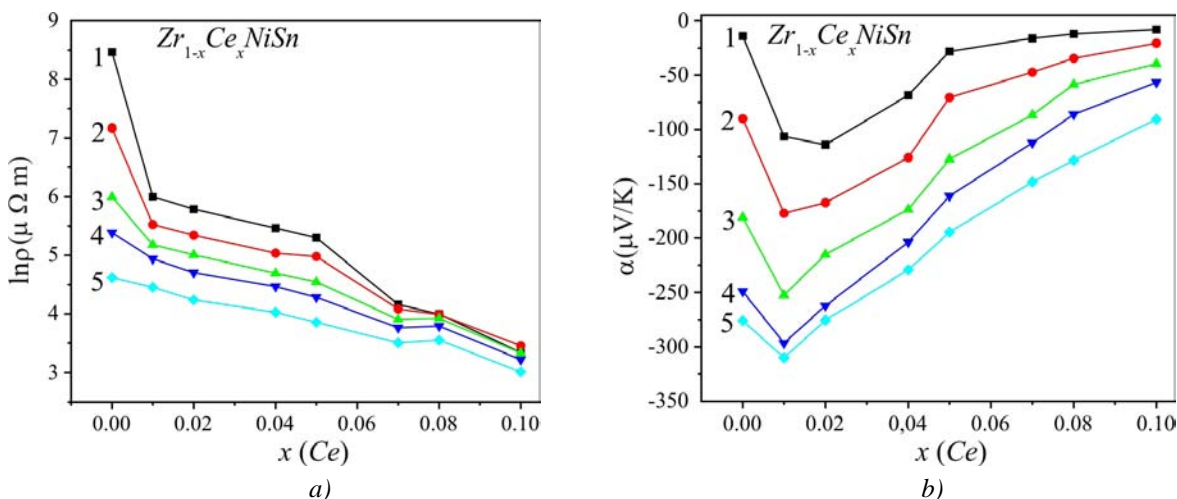 Zr1-xCexNiSn
lnρ(μ Ω m)
9
8
7
6
5
4
3
1
2
3
4
5
0.00 0.02 0.04 0.06 0.08 0.10
x (Ce)
a)
Zr1-xCexNiSn
α(μV/K)
0
-50
-100
-150
-200
-250
-300
-350
1
2
3
4
5
0.00 0.02 0,04 0.06 0.08 0.10
x (Ce)
b)